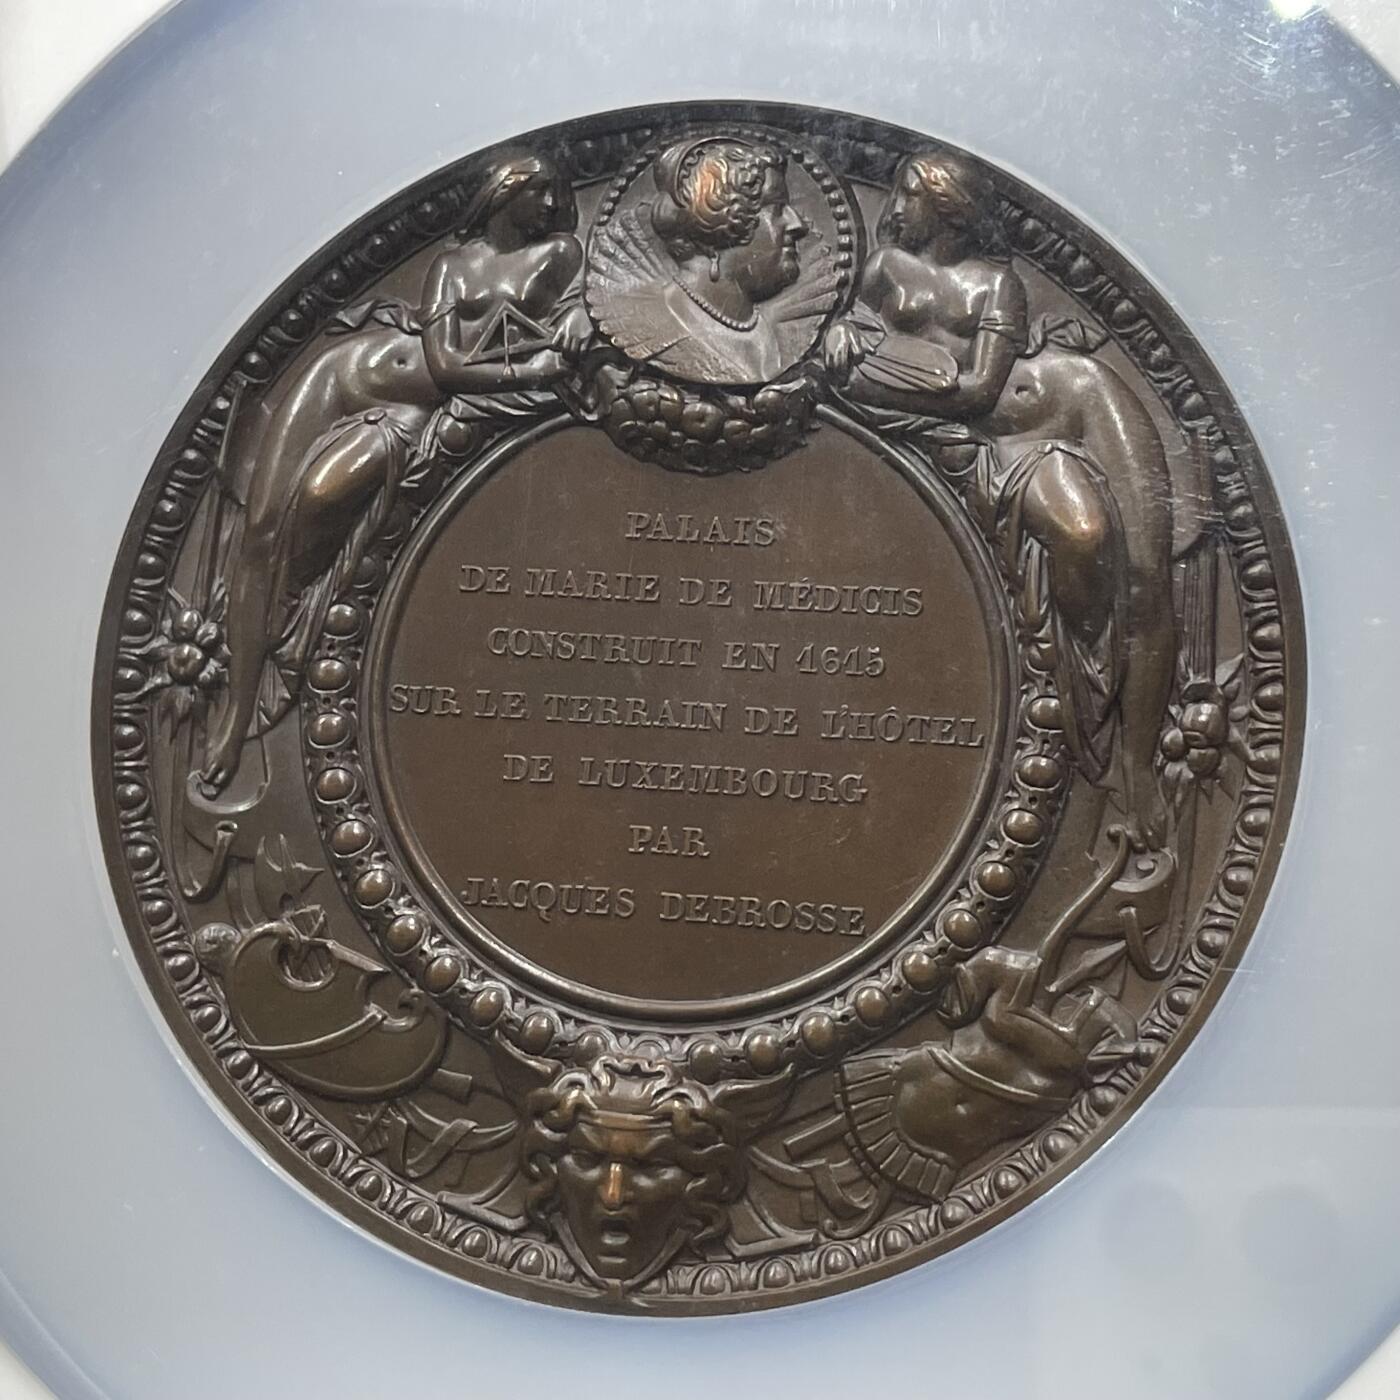 PALAIS
DE MARIE DE MÉDICIS
CONSTRUIT EN 1615
SUR LE TERRAIN DE L'HÔTEL
DE LUXEMBOURG
PAR
JACQUES DEBROSSE